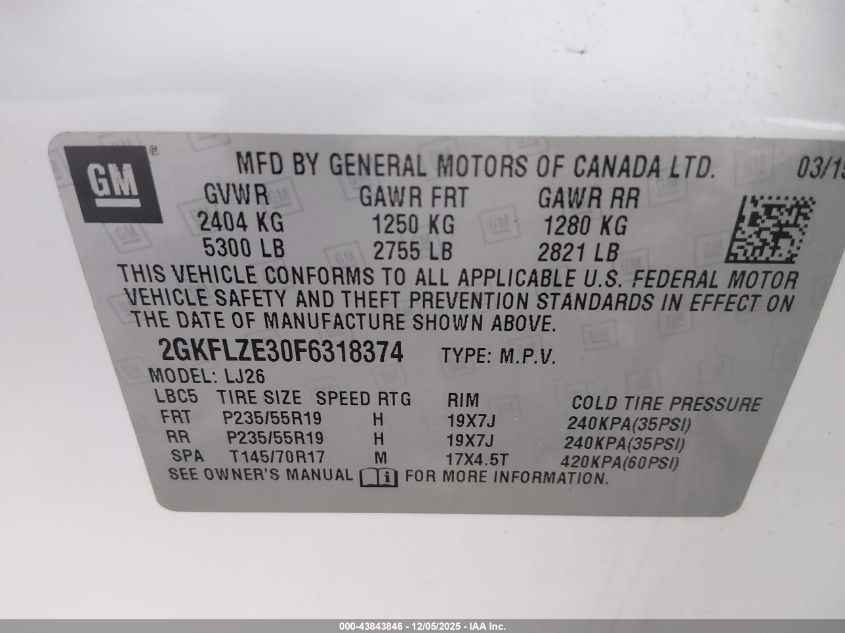 GM
®
MFD BY GENERAL MOTORS OF CANADA LTD. 03/15
GVWR GAWR FRT GAWR RR
2404 KG 1250 KG 1280 KG
5300 LB 2755 LB 2821 LB
THIS VEHICLE CONFORMS TO ALL APPLICABLE U.S. FEDERAL MOTOR
VEHICLE SAFETY AND THEFT PREVENTION STANDARDS IN EFFECT ON
THE DATE OF MANUFACTURE SHOWN ABOVE.
2GKFLZE30F6318374 TYPE: M.P.V.
MODEL: LJ26
LBC5 TIRE SIZE SPEED RTG RIM COLD TIRE PRESSURE
FRT P235/55R19 H 19X7J 240KPA(35PSI)
RR P235/55R19 H 19X7J 240KPA(35PSI)
SPA T145/70R17 M 17X4.5T 420KPA(60PSI)
SEE OWNER'S MANUAL FOR MORE INFORMATION.
000-43843846 - 12/05/2025 - IAA Inc.